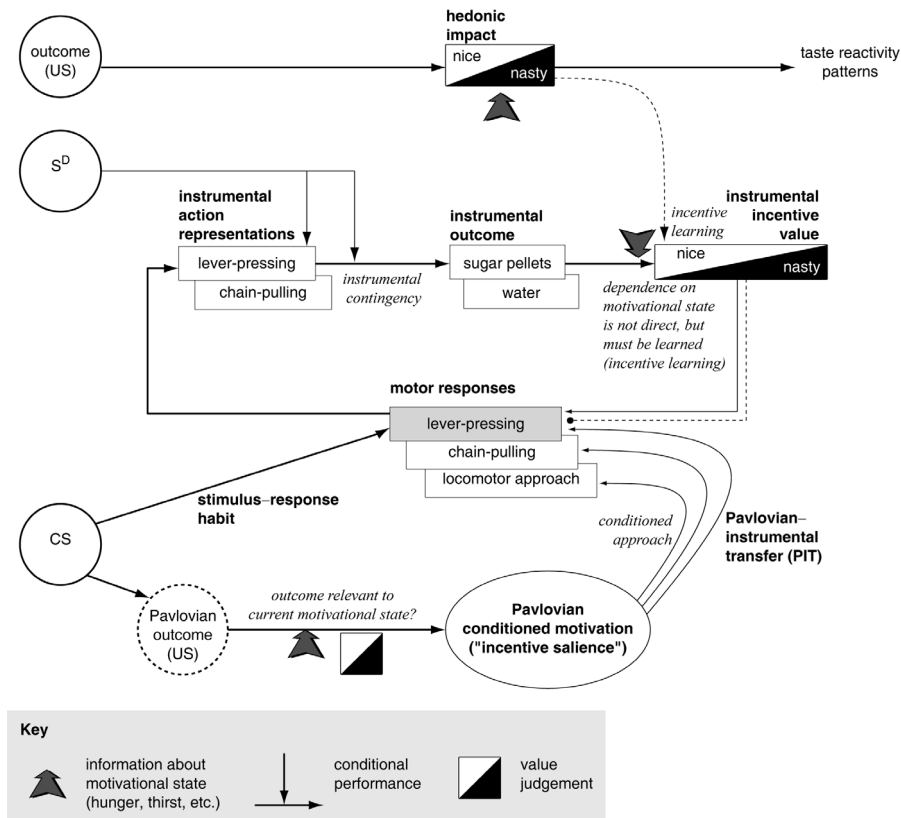 hedonic
impact
outcome
(US)
nice
nasty
taste reactivity
patterns
S^D
instrumental
action
representations
instrumental
outcome
incentive
learning
instrumental
incentive
value
lever-pressing
chain-pulling
instrumental
contingency
sugar pellets
water
nice
nasty
dependence on
motivational state
is not direct, but
must be learned
(incentive learning)
motor responses
lever-pressing
chain-pulling
locomotor approach
stimulus–response
habit
CS
conditioned
approach
Pavlovian–
instrumental
transfer (PIT)
Pavlovian
outcome
(US)
outcome relevant to
current motivational state?
Pavlovian
conditioned motivation
("incentive salience")
Key
information about
motivational state
(hunger, thirst, etc.)
conditional
performance
value
judgement